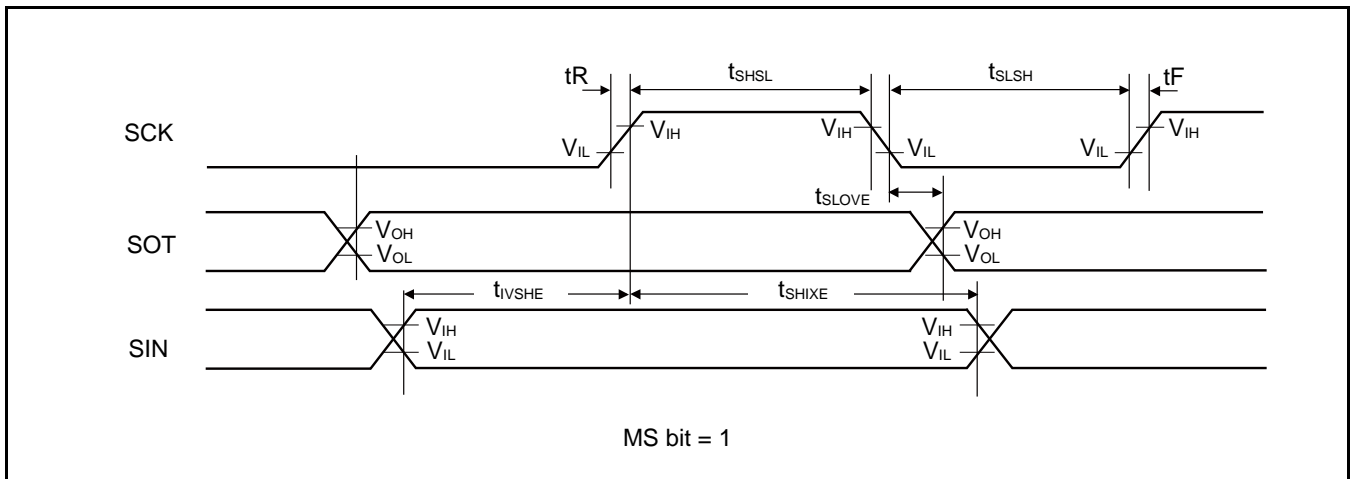 tR tSHSL tSLSH tF
SCK VIL VIH VIH VIL VIL VIH
tSLOVE
SOT VOH VOH
VOL VOL
tIVSHE tSHIXE
SIN VIH VIH
VIL VIL
MS bit = 1